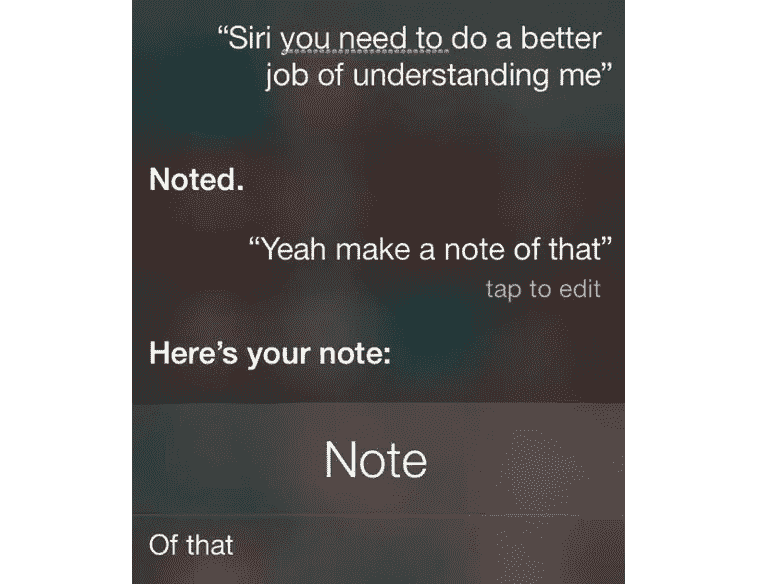 “Siri you need to do a better
job of understanding me”
Noted.
“Yeah make a note of that”
tap to edit
Here’s your note:
Note
Of that